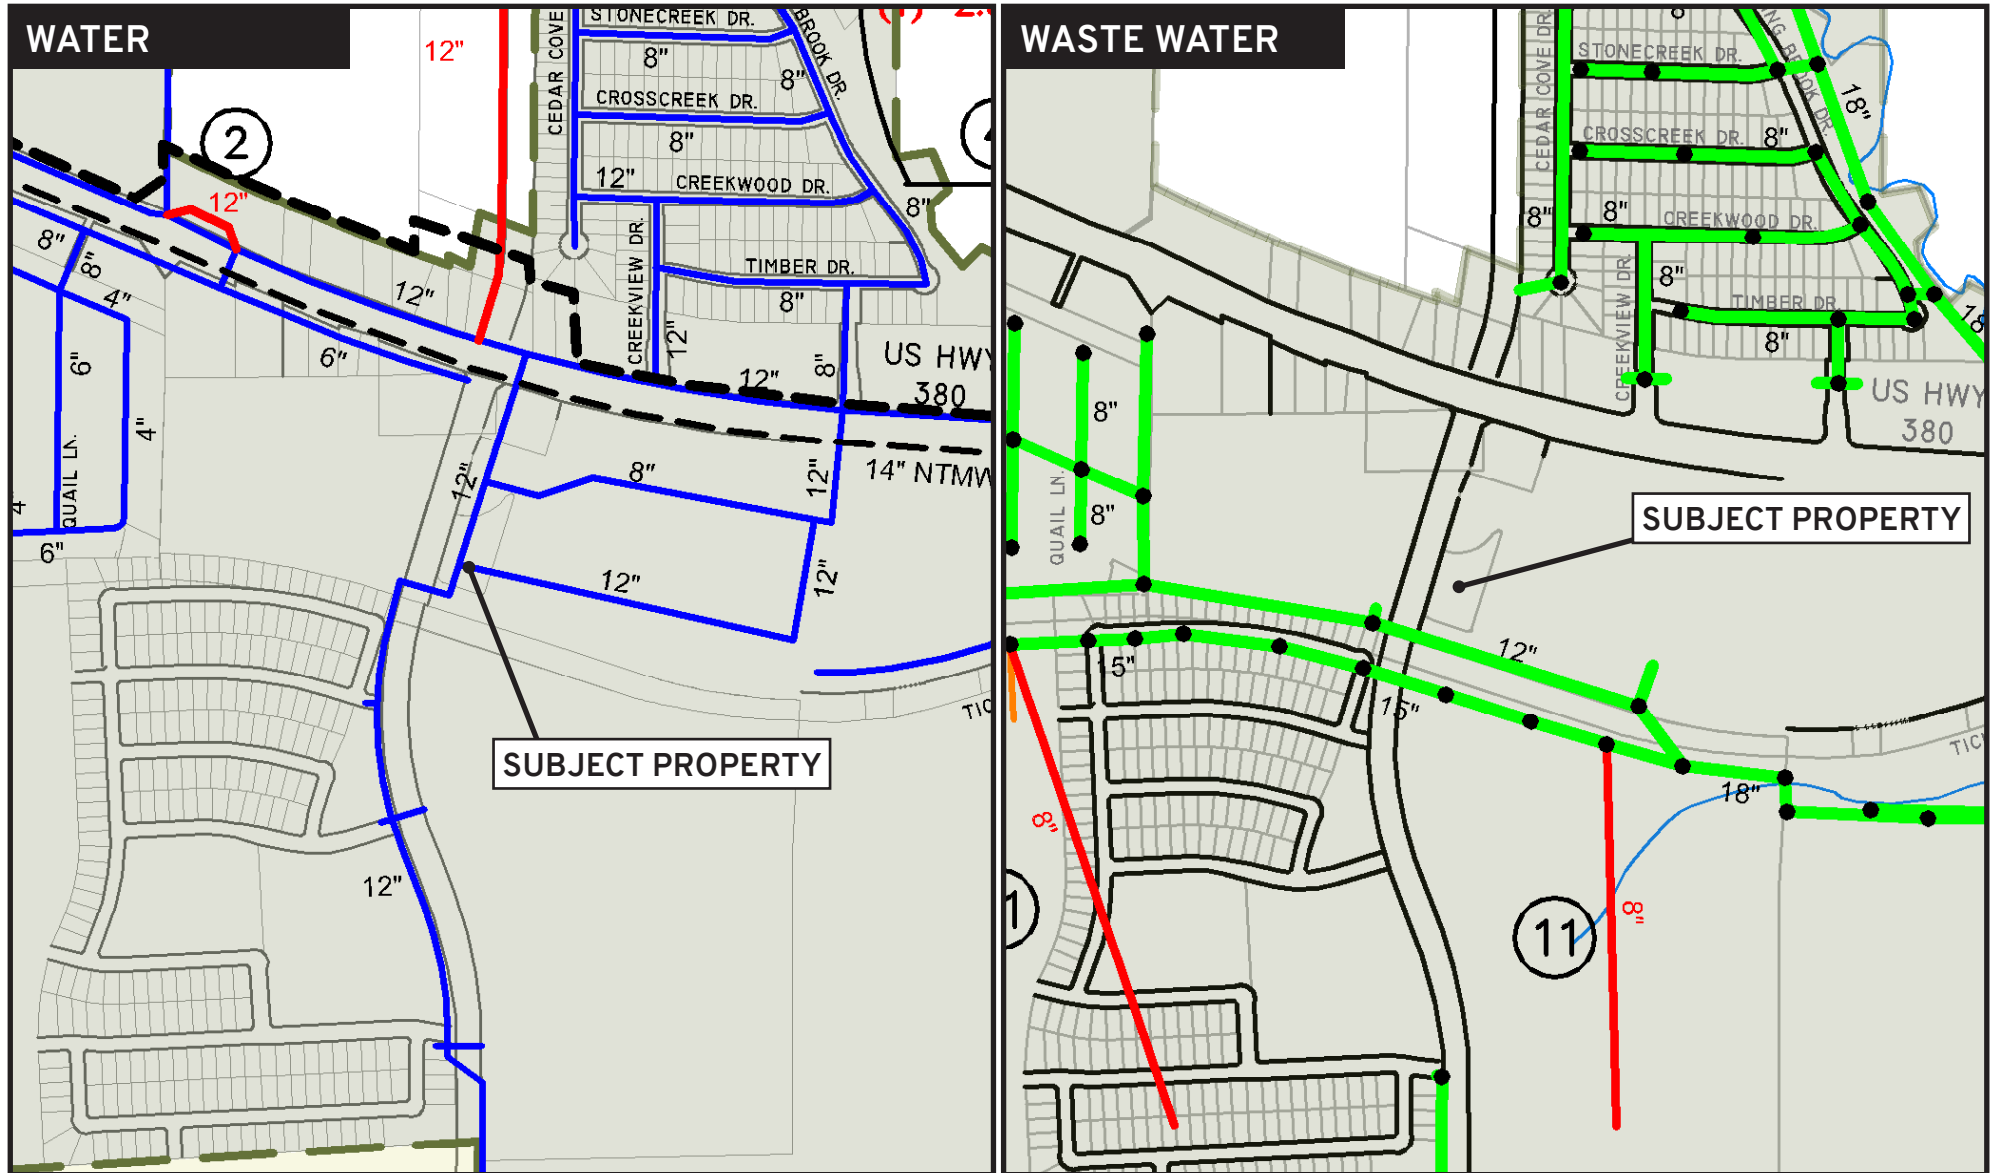 WATER
12"
STONECREEK DR.
BROOK DR.
CEDAR COVE
8"
8"
CROSSCREEK DR.
8"
2
12"
12"
CREEKWOOD DR.
8"
8"
8"
4"
12"
CREEKVIEW DR.
TIMBER DR.
8"
12"
6"
6"
12"
8"
US HWY
380
4"
QUAIL LN.
12"
8"
12"
14" NTMW
4"
6"
12"
12"
SUBJECT PROPERTY
12"
WASTE WATER
CEDAR COVE DR.
STONECREEK DR.
BROOK DR.
18"
CROSSCREEK DR.
8"
8"
8"
CREEKWOOD DR.
8"
CREEKVIEW DR.
TIMBER DR.
8"
18"
US HWY
380
8"
QUAIL LN.
8"
SUBJECT PROPERTY
12"
15"
15"
18"
8"
8"
11